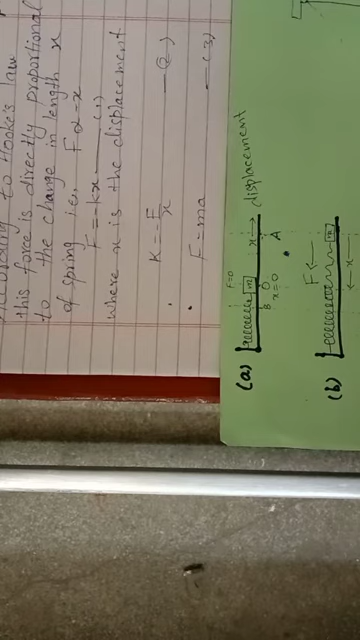 According to Hooke's law
this force is directly proportional
to the change in length x
of spring i.e. F α -x
F = -Kx —(1)
where x is the displacement
K = -F/x —(2)
F = ma —(3)
(a)
F=0
m
B O A
x=0
x → displacement
(b)
F ←
m
x